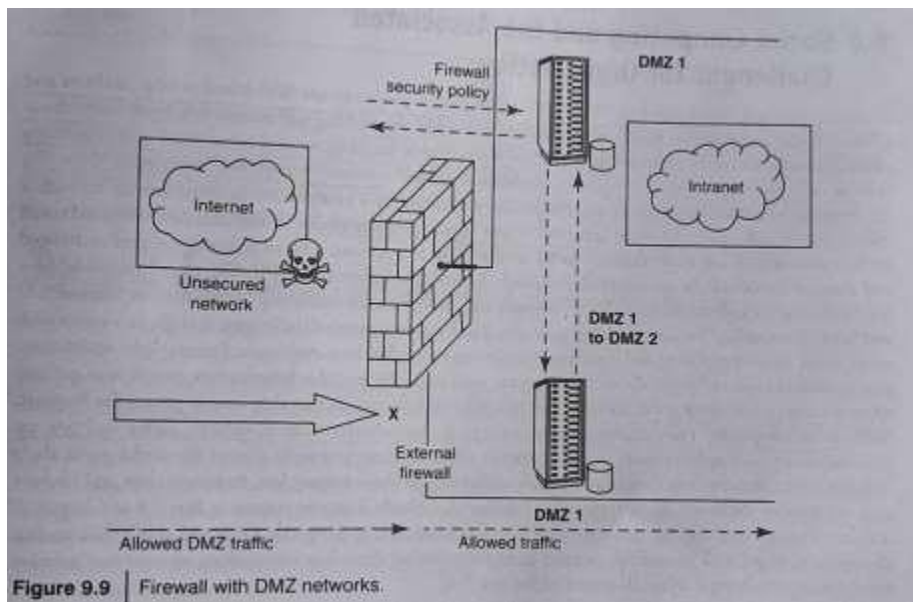 DMZ 1
Firewall
security policy
Internet
Intranet
Unsecured
network
DMZ 1
to DMZ 2
X
External
firewall
DMZ 1
Allowed DMZ traffic
Allowed traffic
Figure 9.9 Firewall with DMZ networks.